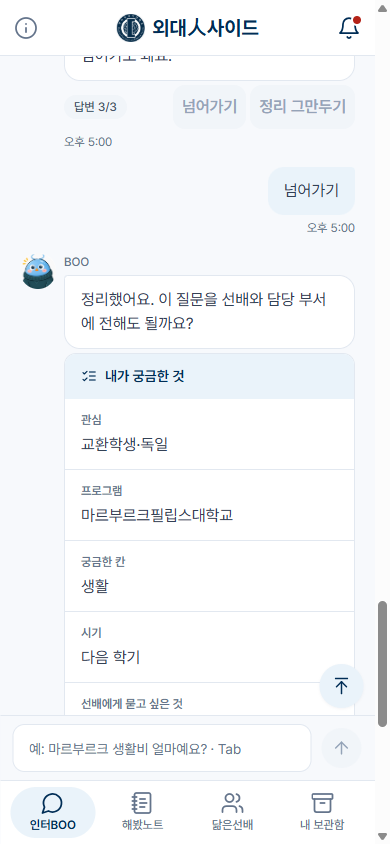 외대人사이드
넘어가도 돼요.
답변 3/3
넘어가기
정리 그만두기
오후 5:00
넘어가기
오후 5:00
BOO
정리했어요. 이 질문을 선배와 담당 부서
에 전해도 될까요?
내가 궁금한 것
관심
교환학생·독일
프로그램
마르부르크필립스대학교
궁금한 칸
생활
시기
다음 학기
선배에게 묻고 싶은 것
예: 마르부르크 생활비 얼마예요? · Tab
인터BOO
해봤노트
닮은선배
내 보관함